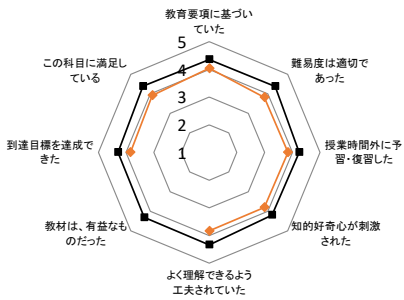 教育要項に基づい
ていた
難易度は適切で
あった
授業時間外に予
習・復習した
知的好奇心が刺激
された
よく理解できるよう
工夫されていた
教材は、有益なも
のだった
到達目標を達成で
きた
この科目に満足し
ている
5
4
3
2
1